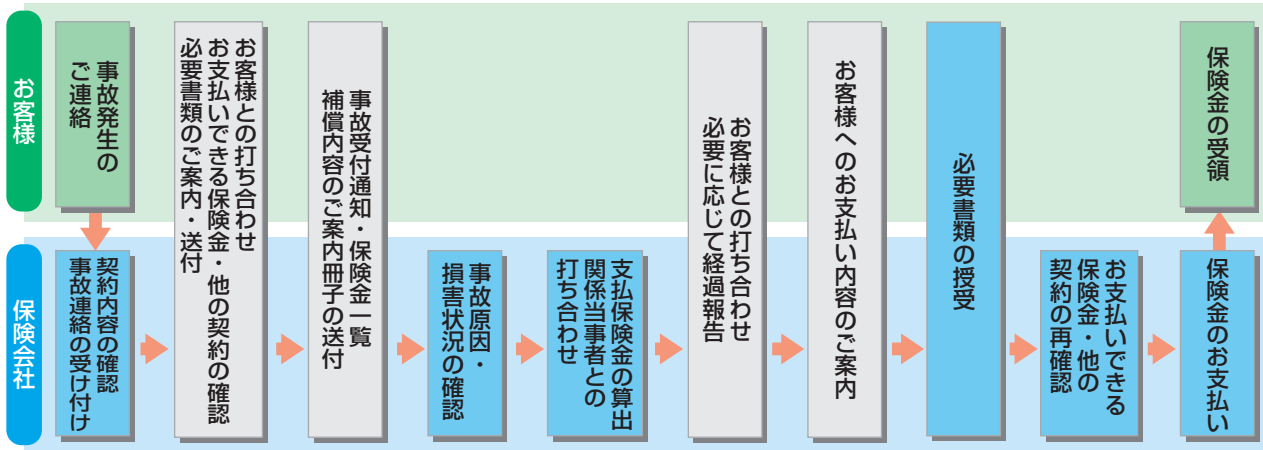 お客様
保険会社
事故発生の
ご連絡
契約内容の確認
事故連絡の受け付け
お客様との打ち合わせ
お支払いできる保険金・他の契約の確認
必要書類のご案内・送付
事故受付通知・保険金一覧
補償内容のご案内冊子の送付
事故原因・
損害状況の確認
支払保険金の算出
関係当事者との
打ち合わせ
お客様との打ち合わせ
必要に応じて経過報告
お客様へのお支払い内容のご案内
必要書類の授受
お支払いできる
保険金・他の
契約の再確認
保険金のお支払い
保険金の受領